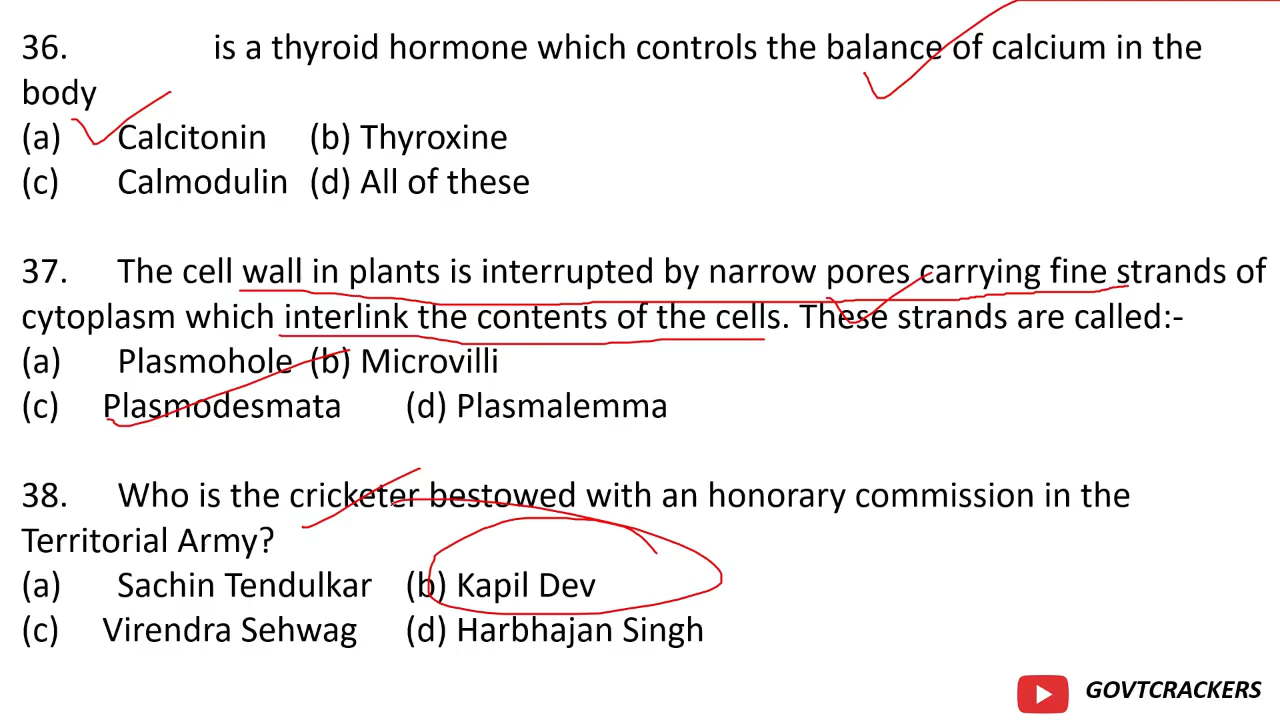 36. is a thyroid hormone which controls the balance of calcium in the
body
(a) Calcitonin (b) Thyroxine
(c) Calmodulin (d) All of these
37. The cell wall in plants is interrupted by narrow pores carrying fine strands of
cytoplasm which interlink the contents of the cells. These strands are called:-
(a) Plasmohole (b) Microvilli
(c) Plasmodesmata (d) Plasmalemma
38. Who is the cricketer bestowed with an honorary commission in the
Territorial Army?
(a) Sachin Tendulkar (b) Kapil Dev
(c) Virendra Sehwag (d) Harbhajan Singh
GOVTCRACKERS